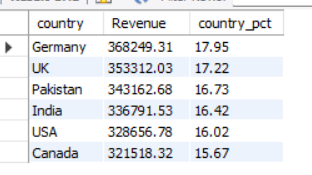 country Revenue country_pct
Germany 368249.31 17.95
UK 353312.03 17.22
Pakistan 343162.68 16.73
India 336791.53 16.42
USA 328656.78 16.02
Canada 321518.32 15.67